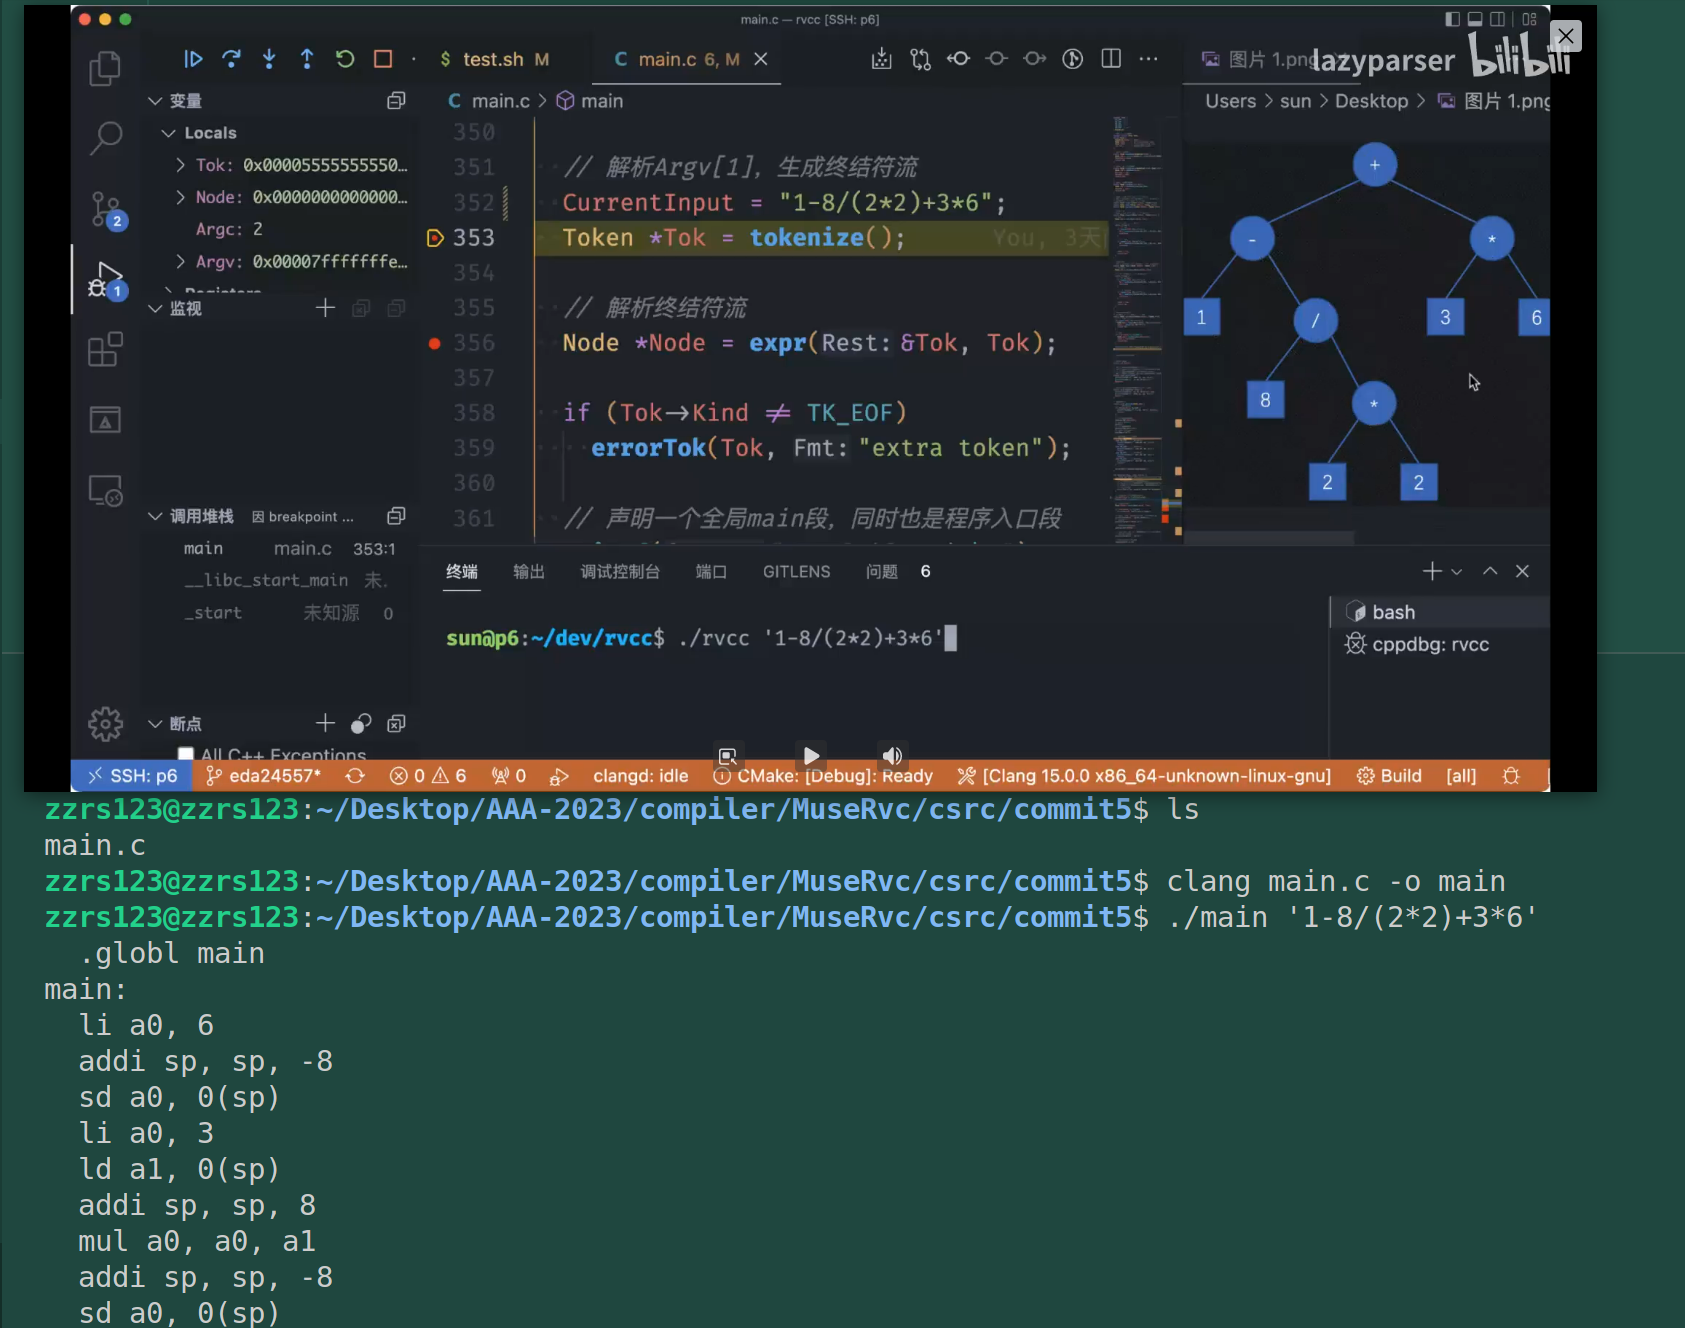 main.c — rvcc [SSH: p6]
$ test.sh M
C main.c 6, M
图片 1.png
lazyparser bilibili
变量
Locals
Tok: 0x00005555555550…
Node: 0x0000000000000…
Argc: 2
Argv: 0x00007fffffffe…
Registers
监视
调用堆栈 因 breakpoint ...
main main.c 353:1
__libc_start_main 未.
_start 未知源 0
断点
All C++ Exceptions
C main.c > main
350
351 // 解析Argv[1], 生成终结符流
352 CurrentInput = "1-8/(2*2)+3*6";
353 Token *Tok = tokenize(); You, 3天
354
355 // 解析终结符流
356 Node *Node = expr(Rest: &Tok, Tok);
357
358 if (Tok->Kind ≠ TK_EOF)
359 errorTok(Tok, Fmt: "extra token");
360
361 // 声明一个全局main段, 同时也是程序入口段
Users > sun > Desktop > 图片 1.png
+
- *
1 / 3 6
8 *
2 2
终端 输出 调试控制台 端口 GITLENS 问题 6
sun@p6:~/dev/rvcc$ ./rvcc '1-8/(2*2)+3*6'
bash
cppdbg: rvcc
2
1
SSH: p6 eda24557* 0 6 0 clangd: idle CMake: [Debug]: Ready [Clang 15.0.0 x86_64-unknown-linux-gnu] Build [all]
zzrs123@zzrs123:~/Desktop/AAA-2023/compiler/MuseRvc/csrc/commit5$ ls
main.c
zzrs123@zzrs123:~/Desktop/AAA-2023/compiler/MuseRvc/csrc/commit5$ clang main.c -o main
zzrs123@zzrs123:~/Desktop/AAA-2023/compiler/MuseRvc/csrc/commit5$ ./main '1-8/(2*2)+3*6'
.globl main
main:
li a0, 6
addi sp, sp, -8
sd a0, 0(sp)
li a0, 3
ld a1, 0(sp)
addi sp, sp, 8
mul a0, a0, a1
addi sp, sp, -8
sd a0, 0(sp)